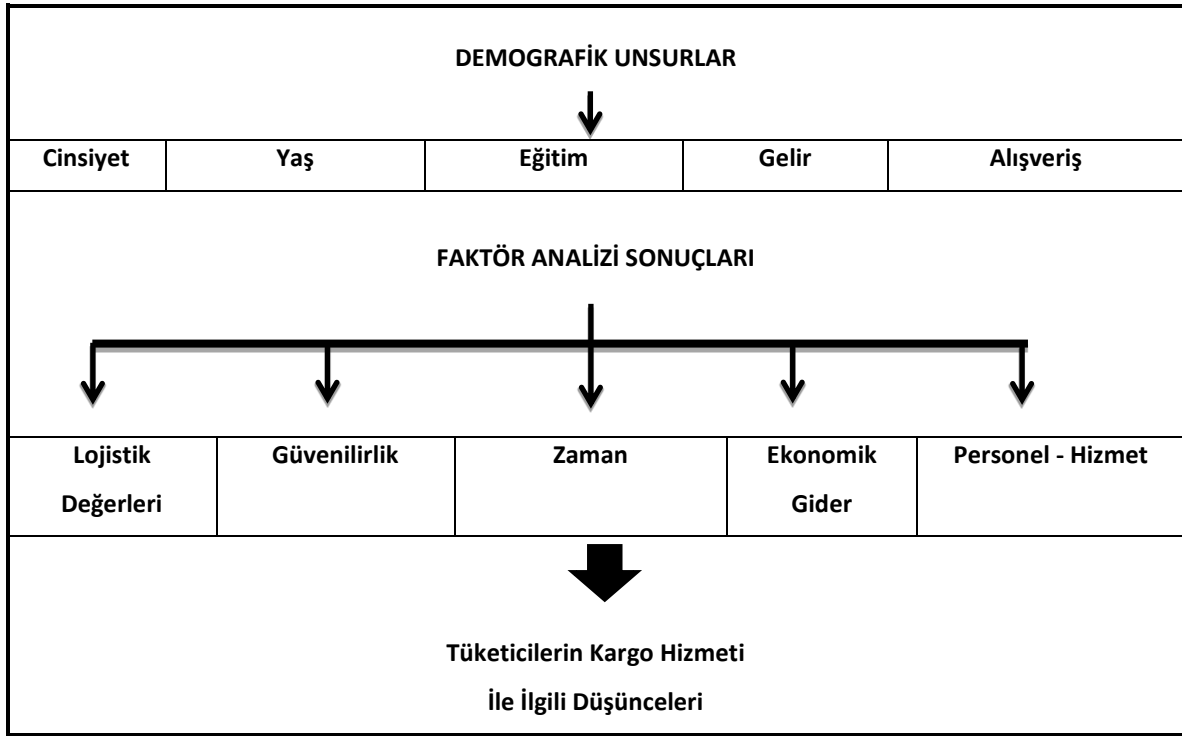 DEMOGRAFİK UNSURLAR
Cinsiyet Yaş Eğitim Gelir Alışveriş
FAKTÖR ANALİZİ SONUÇLARI
Lojistik Güvenilirlik Zaman Ekonomik Personel - Hizmet
Değerleri Gider
Tüketicilerin Kargo Hizmeti
İle İlgili Düşünceleri